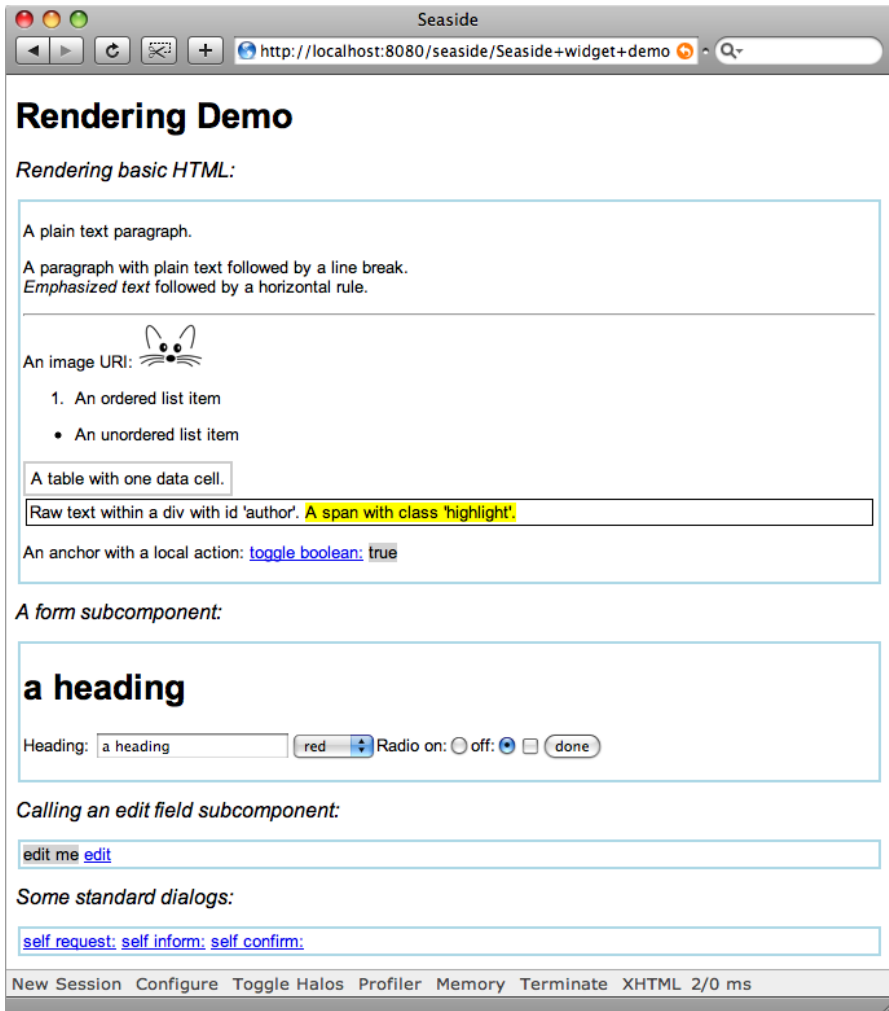 Seaside
http://localhost:8080/seaside/Seaside+widget+demo
Rendering Demo
Rendering basic HTML:
A plain text paragraph.
A paragraph with plain text followed by a line break.
Emphasized text followed by a horizontal rule.
An image URI:
1. An ordered list item
• An unordered list item
A table with one data cell.
Raw text within a div with id 'author'. A span with class 'highlight'.
An anchor with a local action: toggle boolean: true
A form subcomponent:
a heading
Heading: a heading red Radio on: off: done
Calling an edit field subcomponent:
edit me edit
Some standard dialogs:
self request: self inform: self confirm:
New Session Configure Toggle Halos Profiler Memory Terminate XHTML 2/0 ms